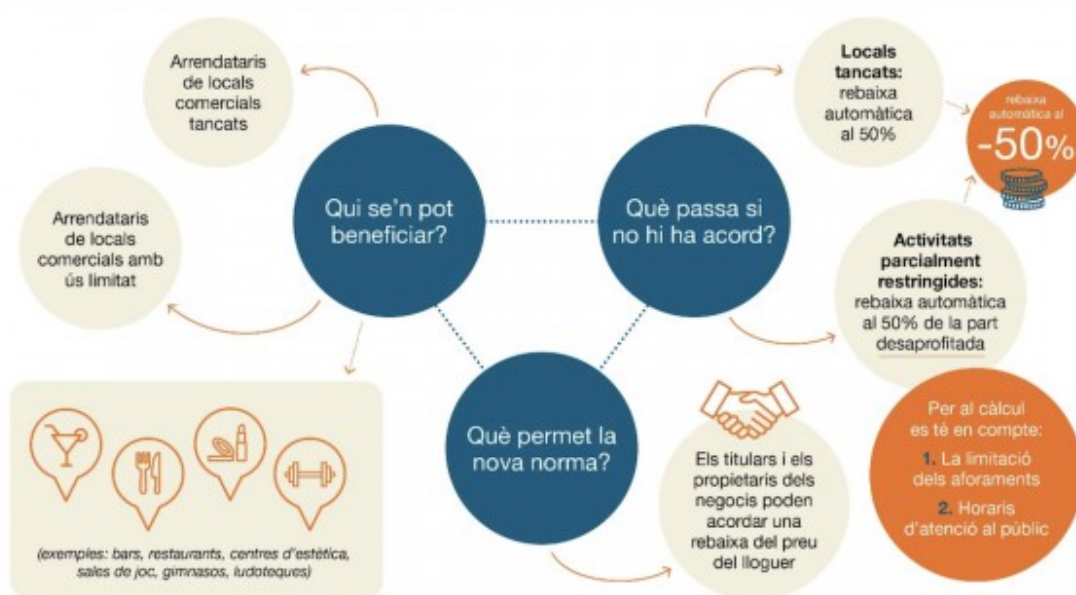 Arrendataris
de locals
comercials
tancats
Qui se'n pot
beneficiar?
Arrendataris
de locals
comercials amb
ús limitat
(exemples: bars, restaurants, centres d'estètica,
sales de joc, gimnasos, ludoteques)
Què passa si
no hi ha acord?
Locals
tancats:
rebaixa
automàtica
al 50%
rebaixa
automàtica al
-50%
Activitats
parcialment
restringides:
rebaixa automàtica
al 50% de la part
desaprofitada
Per al càlcul
es té en compte:
1. La limitació
dels aforaments
2. Horaris
d'atenció al públic
Què permet la
nova norma?
Els titulars i els
propietaris dels
negocis poden
acordar una
rebaixa del preu
del lloguer